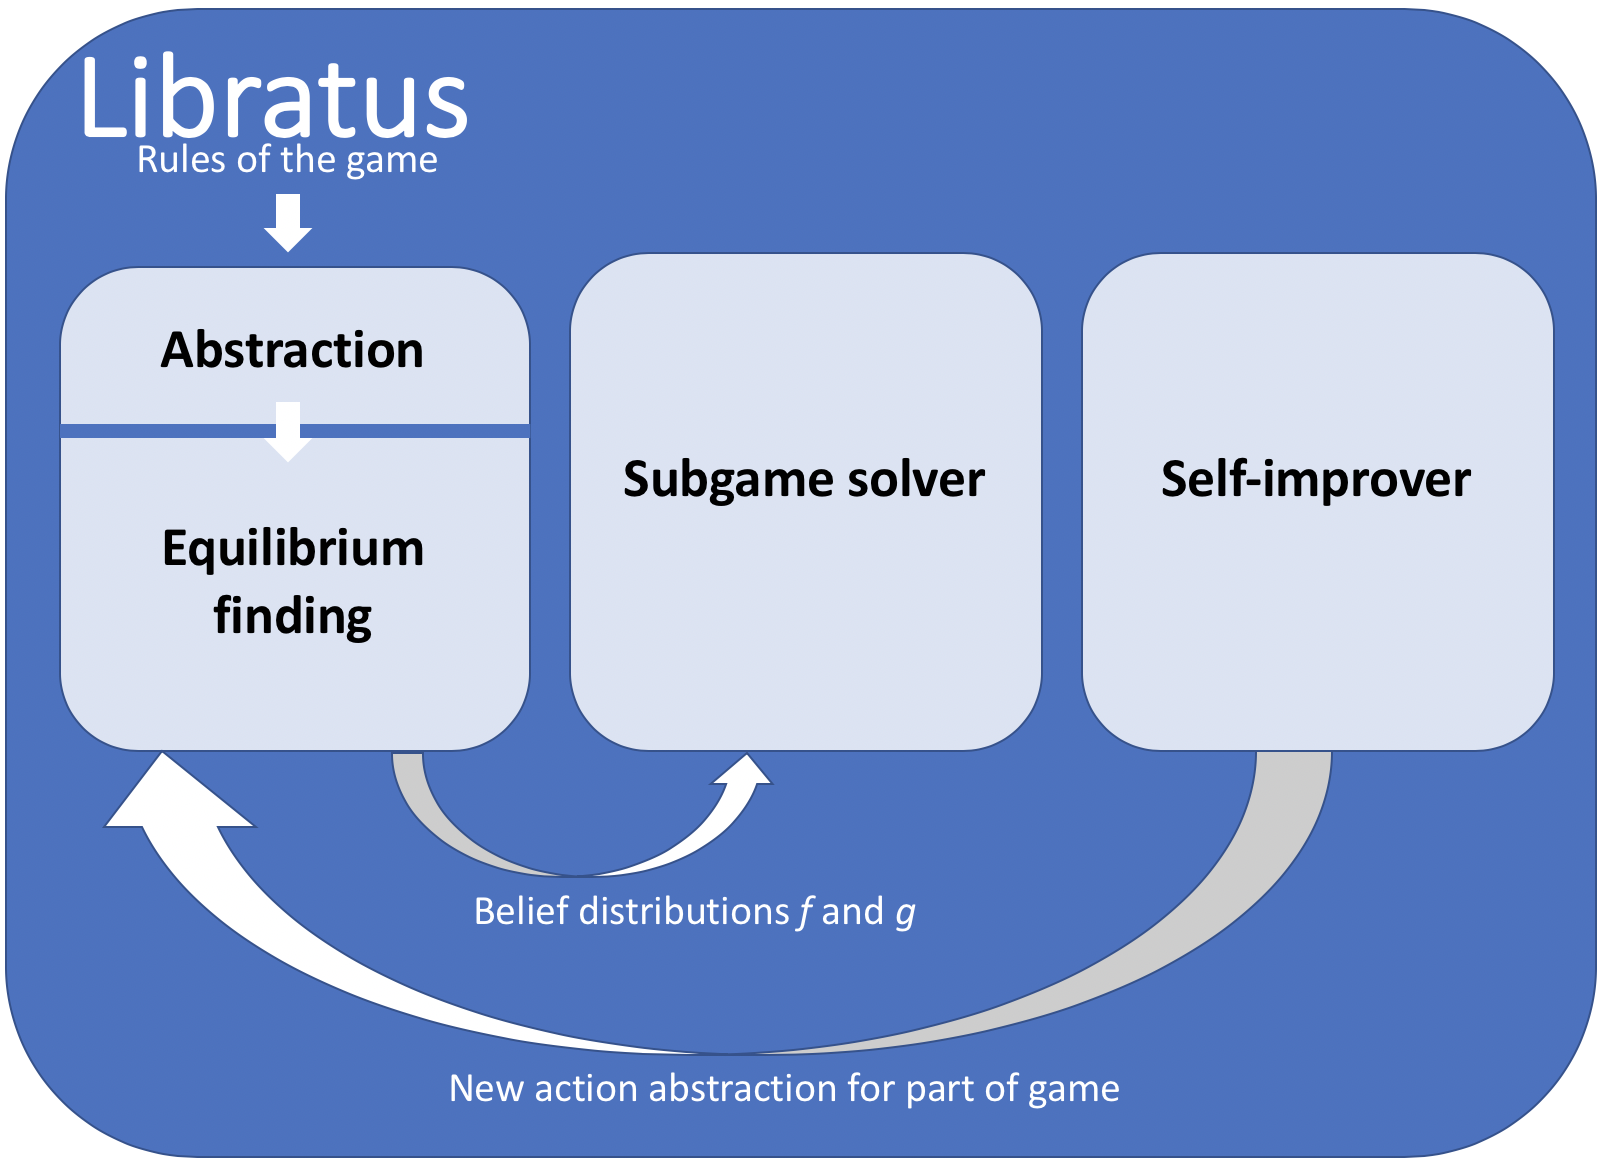 Libratus
Rules of the game
Abstraction
Equilibrium
finding
Subgame solver
Self-improver
Belief distributions f and g
New action abstraction for part of game